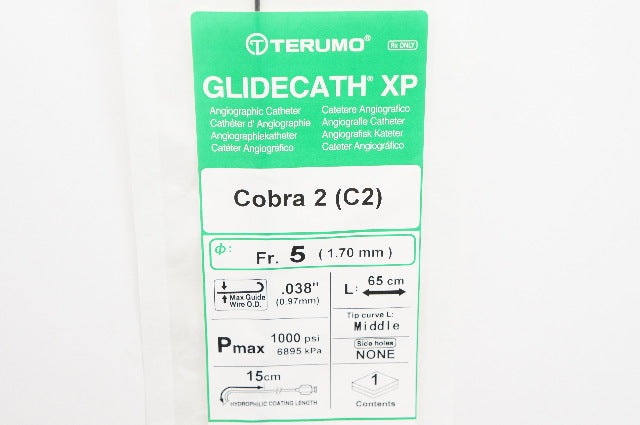 TERUMO®
Rx ONLY
GLIDECATH® XP
Angiographic Catheter
Cathéter d' Angiographie
Angiographiekatheter
Catéter Angiográfico
Catetere Angiografico
Angiografie Catheter
Angiografisk Kateter
Cateter Angiográfico
Cobra 2 (C2)
Φ: Fr. 5 (1.70 mm)
Max Guide
Wire O.D.
.038"
(0.97mm)
L: 65 cm
Tip curve L:
Middle
Pmax 1000 psi
6895 kPa
Side holes
NONE
15cm
HYDROPHILIC COATING LENGTH
1
Contents